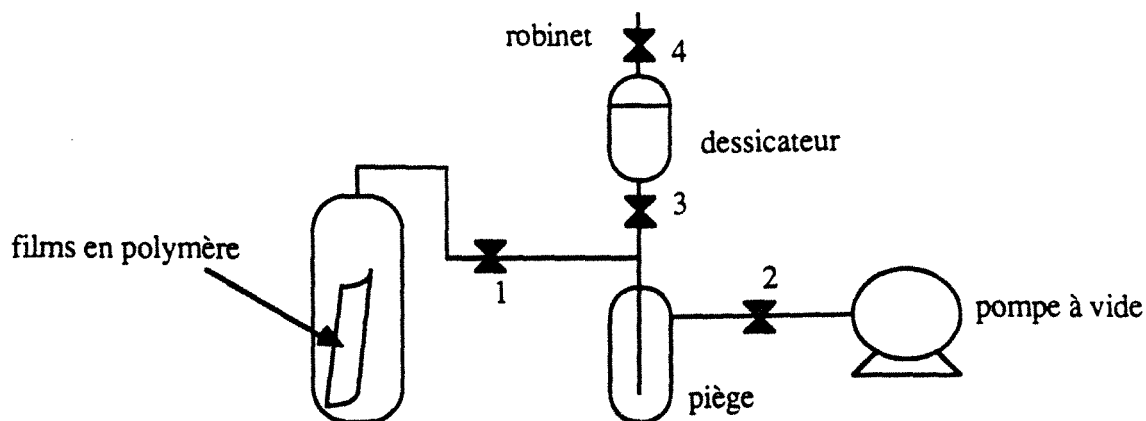 robinet
4
dessicateur
3
films en polymère
1
2
pompe à vide
piège